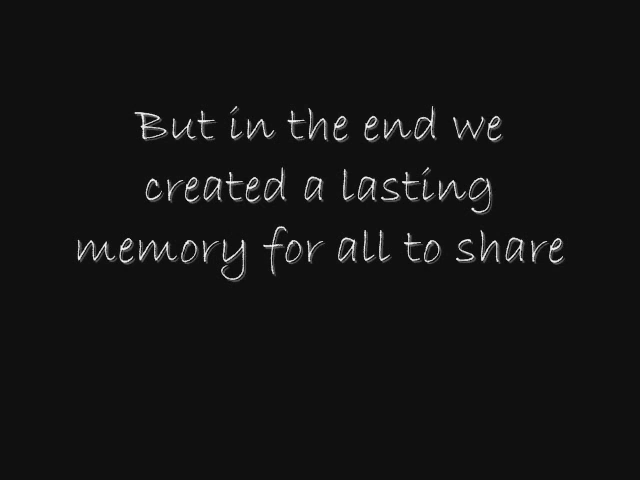 But in the end we
created a lasting
memory for all to share